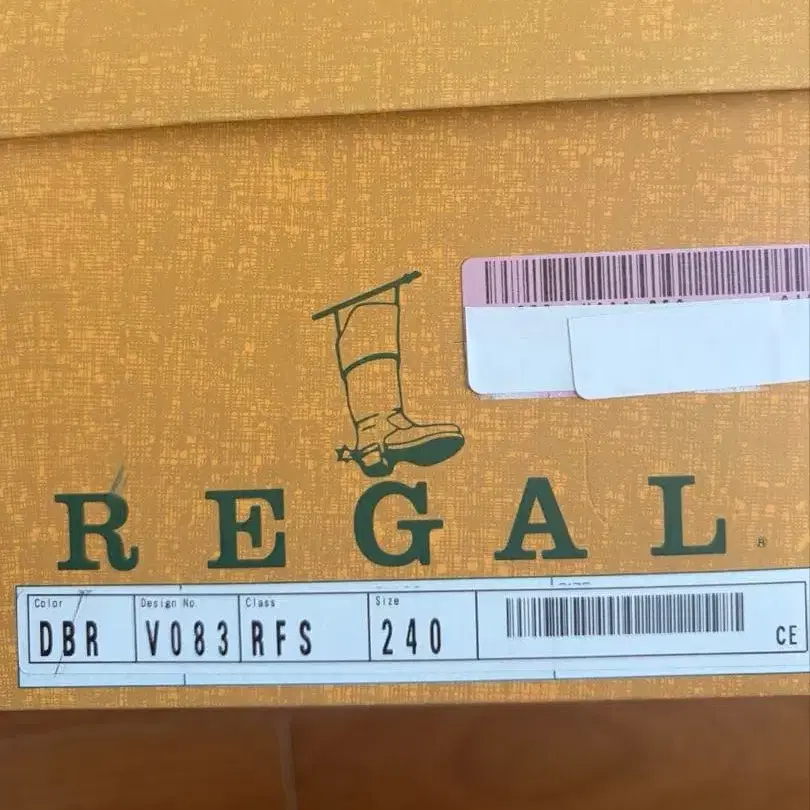 REGAL®
Color Design No. Class Size
DBR V083 RFS 240 CE